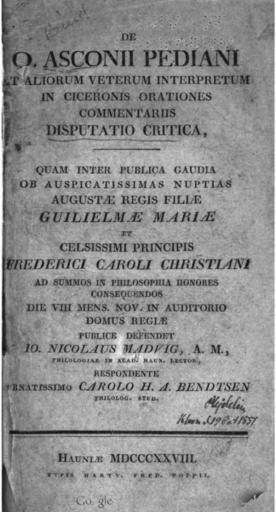 DE
O. ASCONII PEDIANI
ET ALIORUM VETERUM INTERPRETUM
IN CICERONIS ORATIONES
COMMENTARIIS
DISPUTATIO CRITICA,
QUAM INTER PUBLICA GAUDIA
OB AUSPICATISSIMAS NUPTIAS
AUGUSTÆ REGIS FILIÆ
GUILIELMÆ MARIÆ
ET
CELSISSIMI PRINCIPIS
FREDERICI CAROLI CHRISTIANI
AD SUMMOS IN PHILOSOPHIA HONORES
CONSEQUENDOS
DIE VIII MENS. NOV. IN AUDITORIO
DOMUS REGIÆ
PUBLICE DEFENDET
IO. NICOLAUS MADVIG, A. M.,
PHILOLOGIAE IN ACAD. HAUN. LECTOR,
RESPONDENTE
ORNATISSIMO CAROLO H. A. BENDTSEN
PHILOLOG. STUD.
HAUNIÆ MDCCCXXVIII.
TYPIS HARTV. FRED. POPPII.
Google